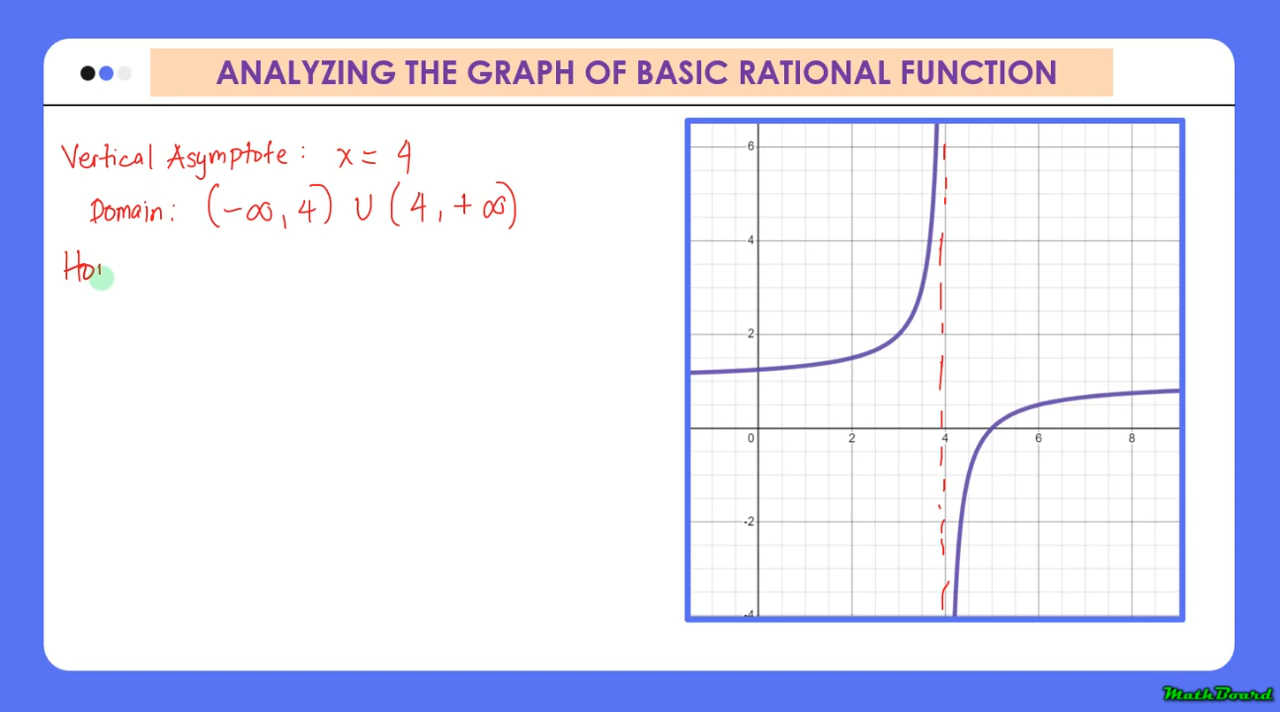 ANALYZING THE GRAPH OF BASIC RATIONAL FUNCTION
Vertical Asymptote : x = 4
Domain : (-∞, 4) ∪ (4, +∞)
Hor
6
4
2
0 2 4 6 8
-2
-4
MathBoard